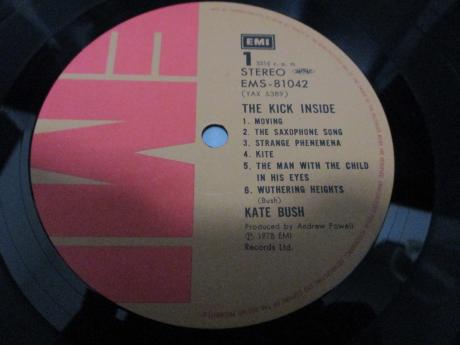 EMI
EMI
1 33⅓ r. p. m.
STEREO
EMS-81042
(YAX 5389)
THE KICK INSIDE
1. MOVING
2. THE SAXOPHONE SONG
3. STRANGE PHENEMENA
4. KITE
5. THE MAN WITH THE CHILD
IN HIS EYES
6. WUTHERING HEIGHTS
(Bush)
KATE BUSH
Produced by Andrew Powell
Ⓟ 1978 EMI
Records Ltd.